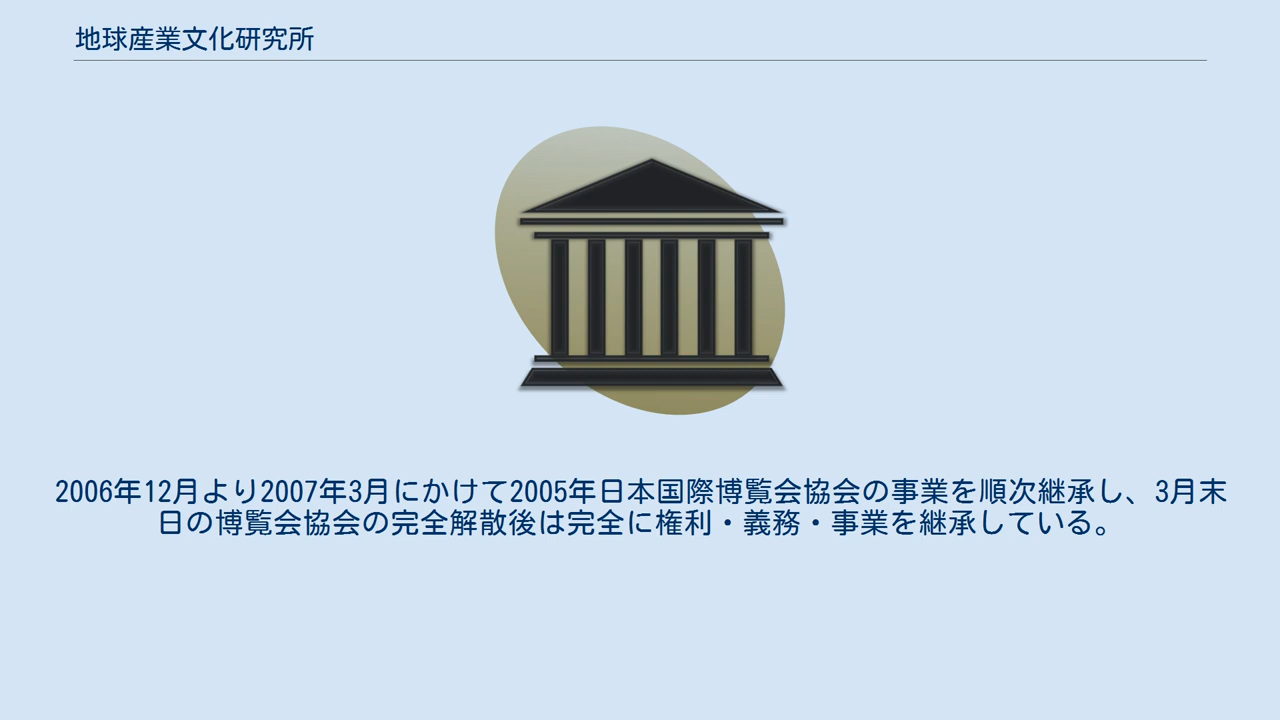 地球産業文化研究所
2006年12月より2007年3月にかけて2005年日本国際博覧会協会の事業を順次継承し、3月末
日の博覧会協会の完全解散後は完全に権利・義務・事業を継承している。